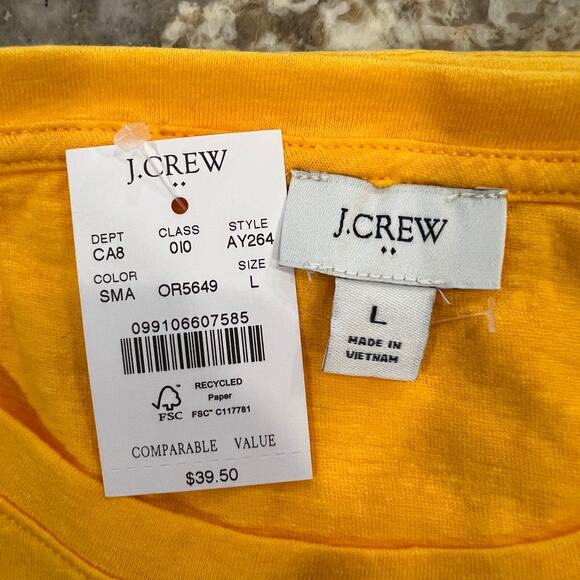 J.CREW
DEPT CLASS STYLE
CA8 010 AY264
COLOR SIZE
SMA OR5649 L
099106607585
FSC
RECYCLED
Paper
FSC™ C117781
COMPARABLE VALUE
$39.50
J.CREW
L
MADE IN
VIETNAM